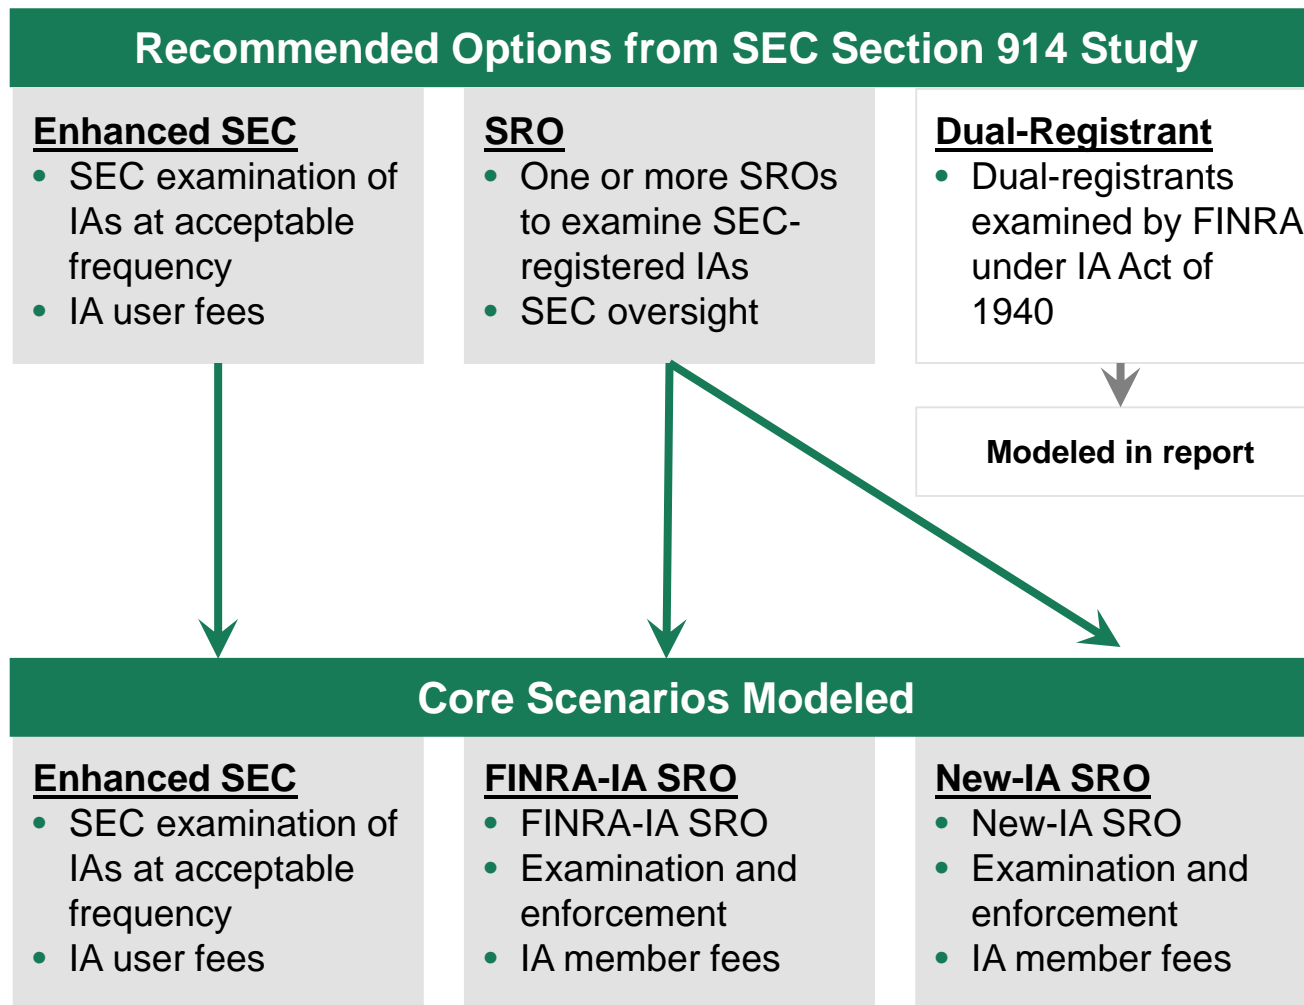 Recommended Options from SEC Section 914 Study
Enhanced SEC
• SEC examination of
IAs at acceptable
frequency
• IA user fees
SRO
• One or more SROs
to examine SEC-
registered IAs
• SEC oversight
Dual-Registrant
• Dual-registrants
examined by FINRA
under IA Act of
1940
Modeled in report
Core Scenarios Modeled
Enhanced SEC
• SEC examination of
IAs at acceptable
frequency
• IA user fees
FINRA-IA SRO
• FINRA-IA SRO
• Examination and
enforcement
• IA member fees
New-IA SRO
• New-IA SRO
• Examination and
enforcement
• IA member fees